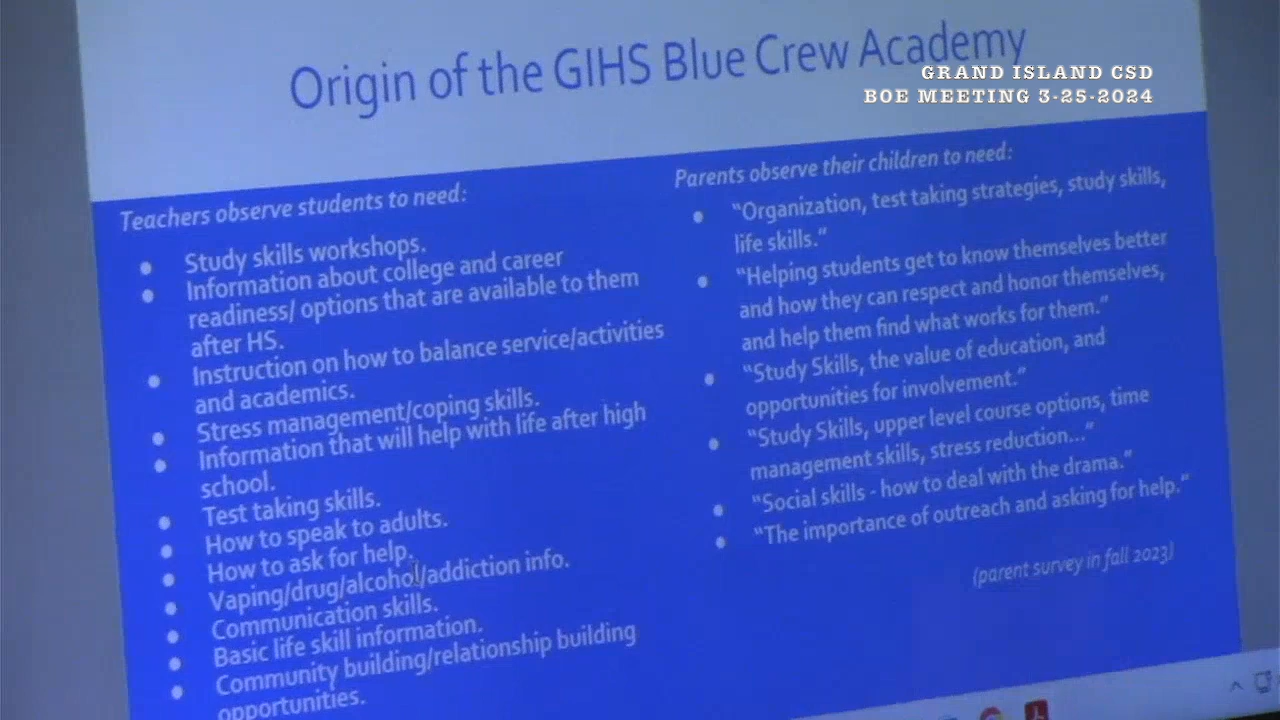 Origin of the GIHS Blue Crew Academy
GRAND ISLAND CSD
BOE MEETING 3-25-2024
Teachers observe students to need:
Study skills workshops.
Information about college and career
readiness/ options that are available to them
after HS.
Instruction on how to balance service/activities
and academics.
Stress management/coping skills.
Information that will help with life after high
school.
Test taking skills.
How to speak to adults.
How to ask for help.
Vaping/drug/alcohol/addiction info.
Communication skills.
Basic life skill information.
Community building/relationship building
opportunities.
Parents observe their children to need:
“Organization, test taking strategies, study skills,
life skills.”
“Helping students get to know themselves better
and how they can respect and honor themselves,
and help them find what works for them.”
“Study Skills, the value of education, and
opportunities for involvement.”
“Study Skills, upper level course options, time
management skills, stress reduction...”
“Social skills - how to deal with the drama.”
“The importance of outreach and asking for help.”
(parent survey in fall 2023)